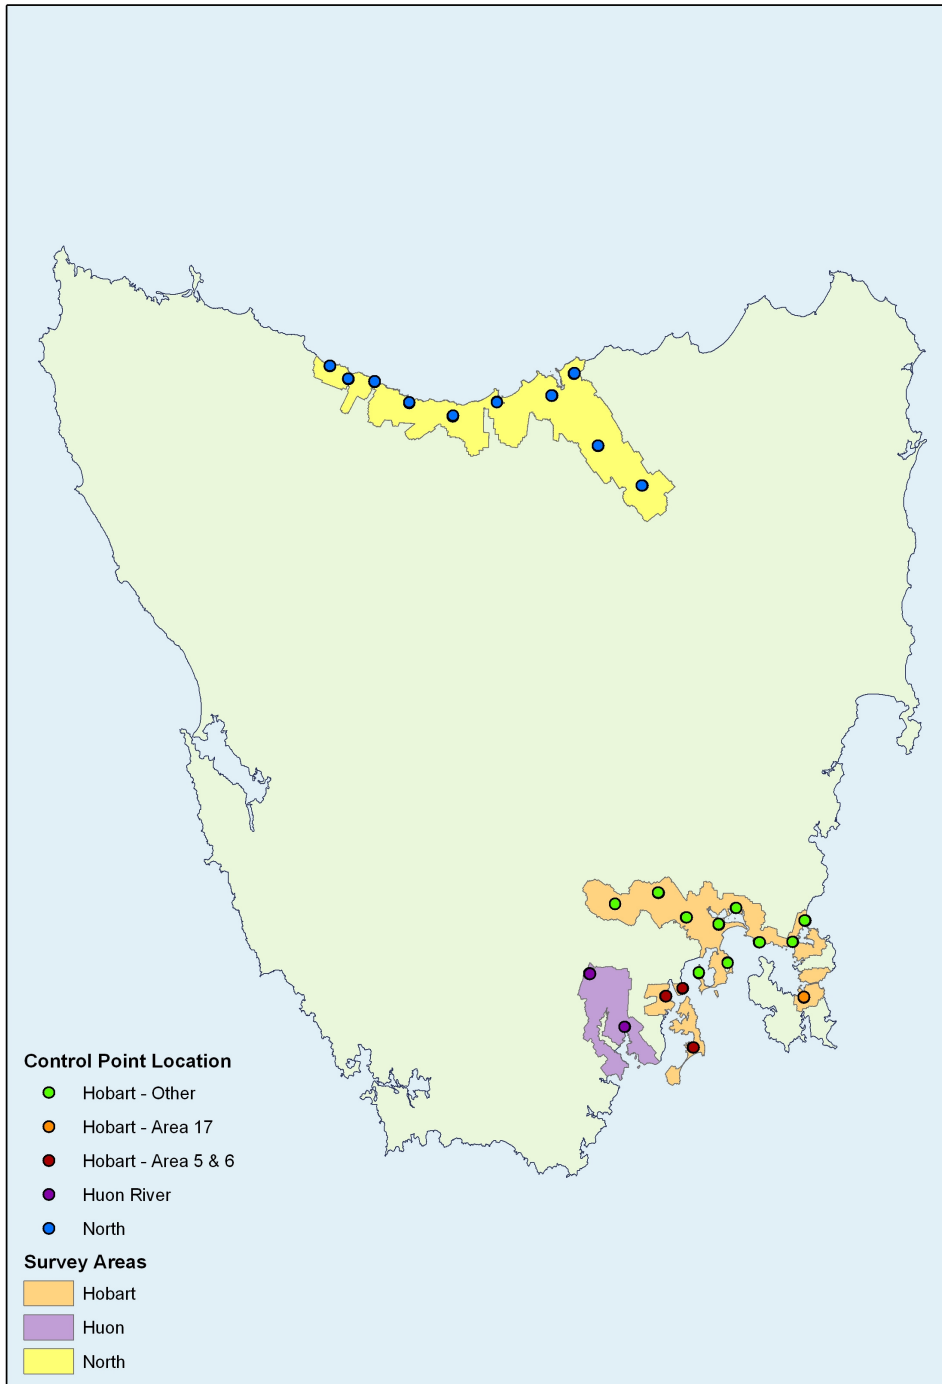 Control Point Location
Hobart - Other
Hobart - Area 17
Hobart - Area 5 & 6
Huon River
North
Survey Areas
Hobart
Huon
North